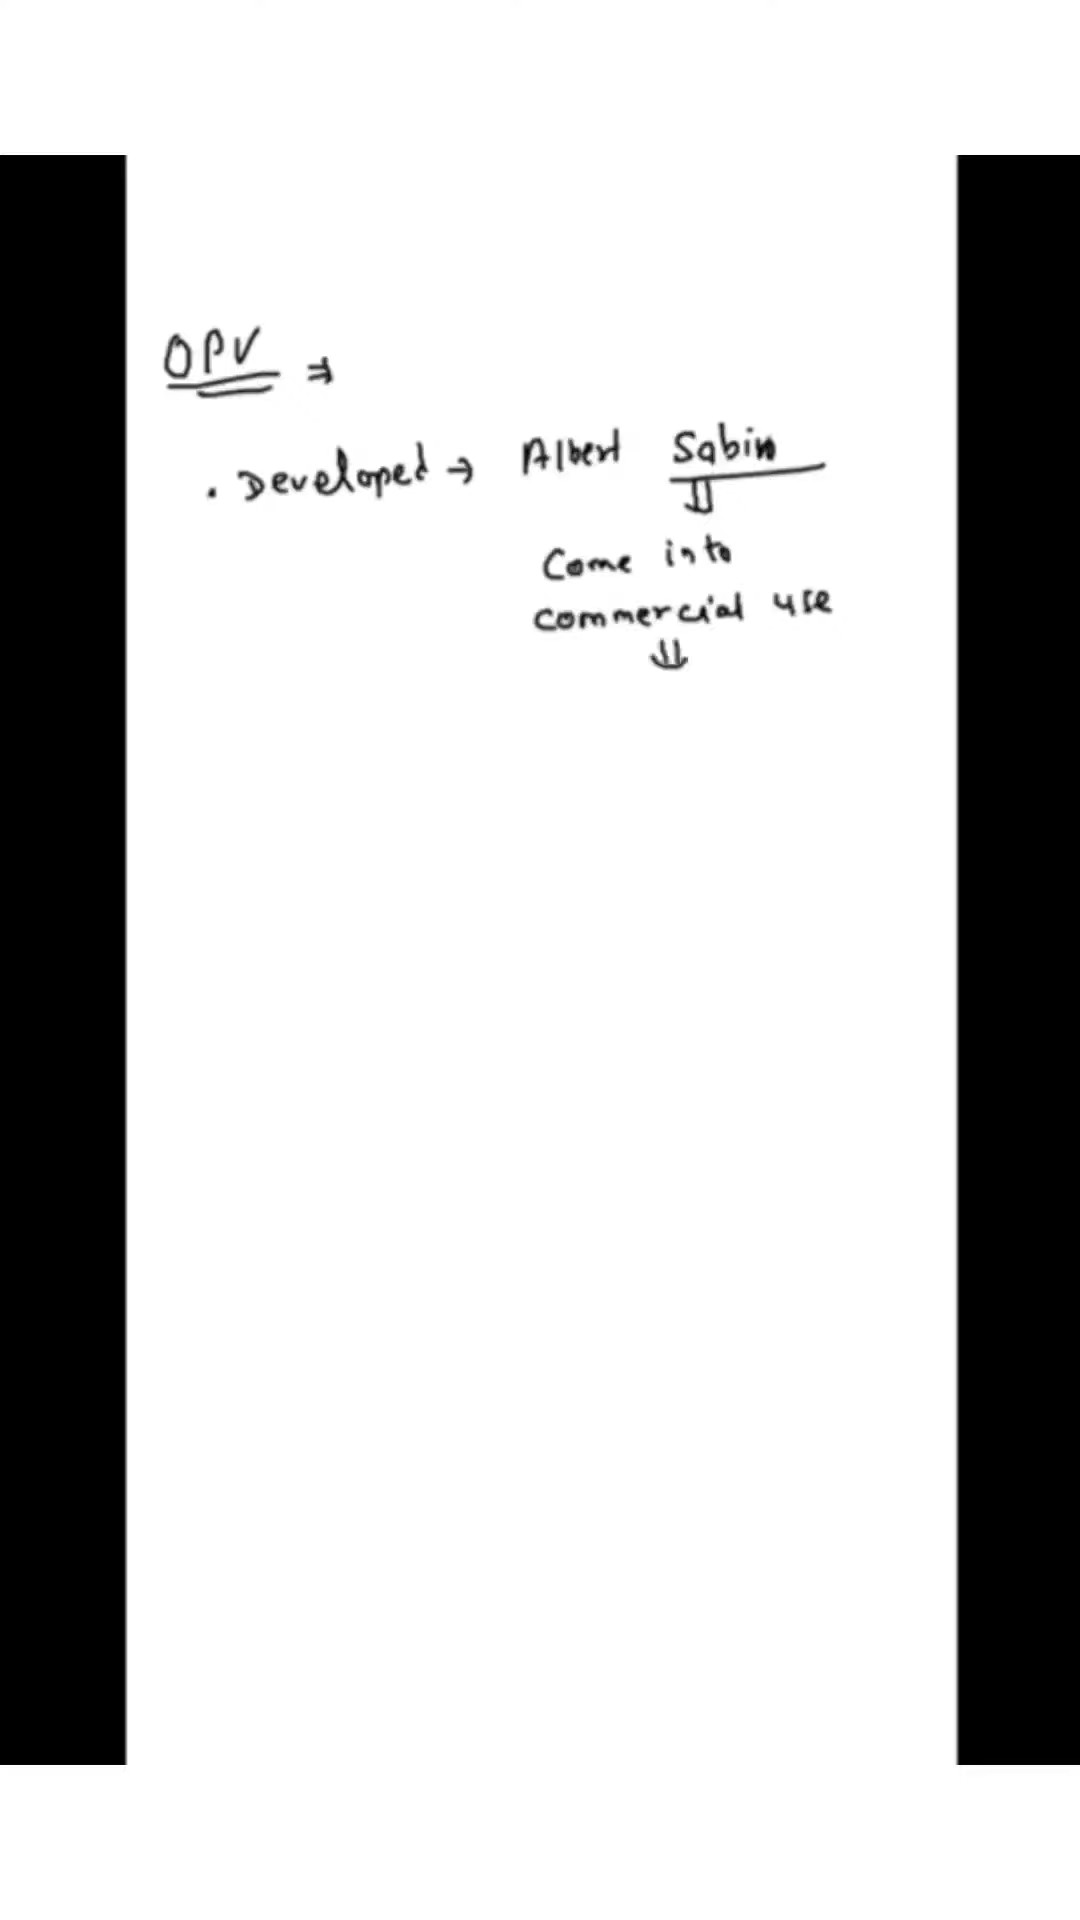 OPV ⇒
. Developed → Albert Sabin
⇓
Come into
commercial use
⇓